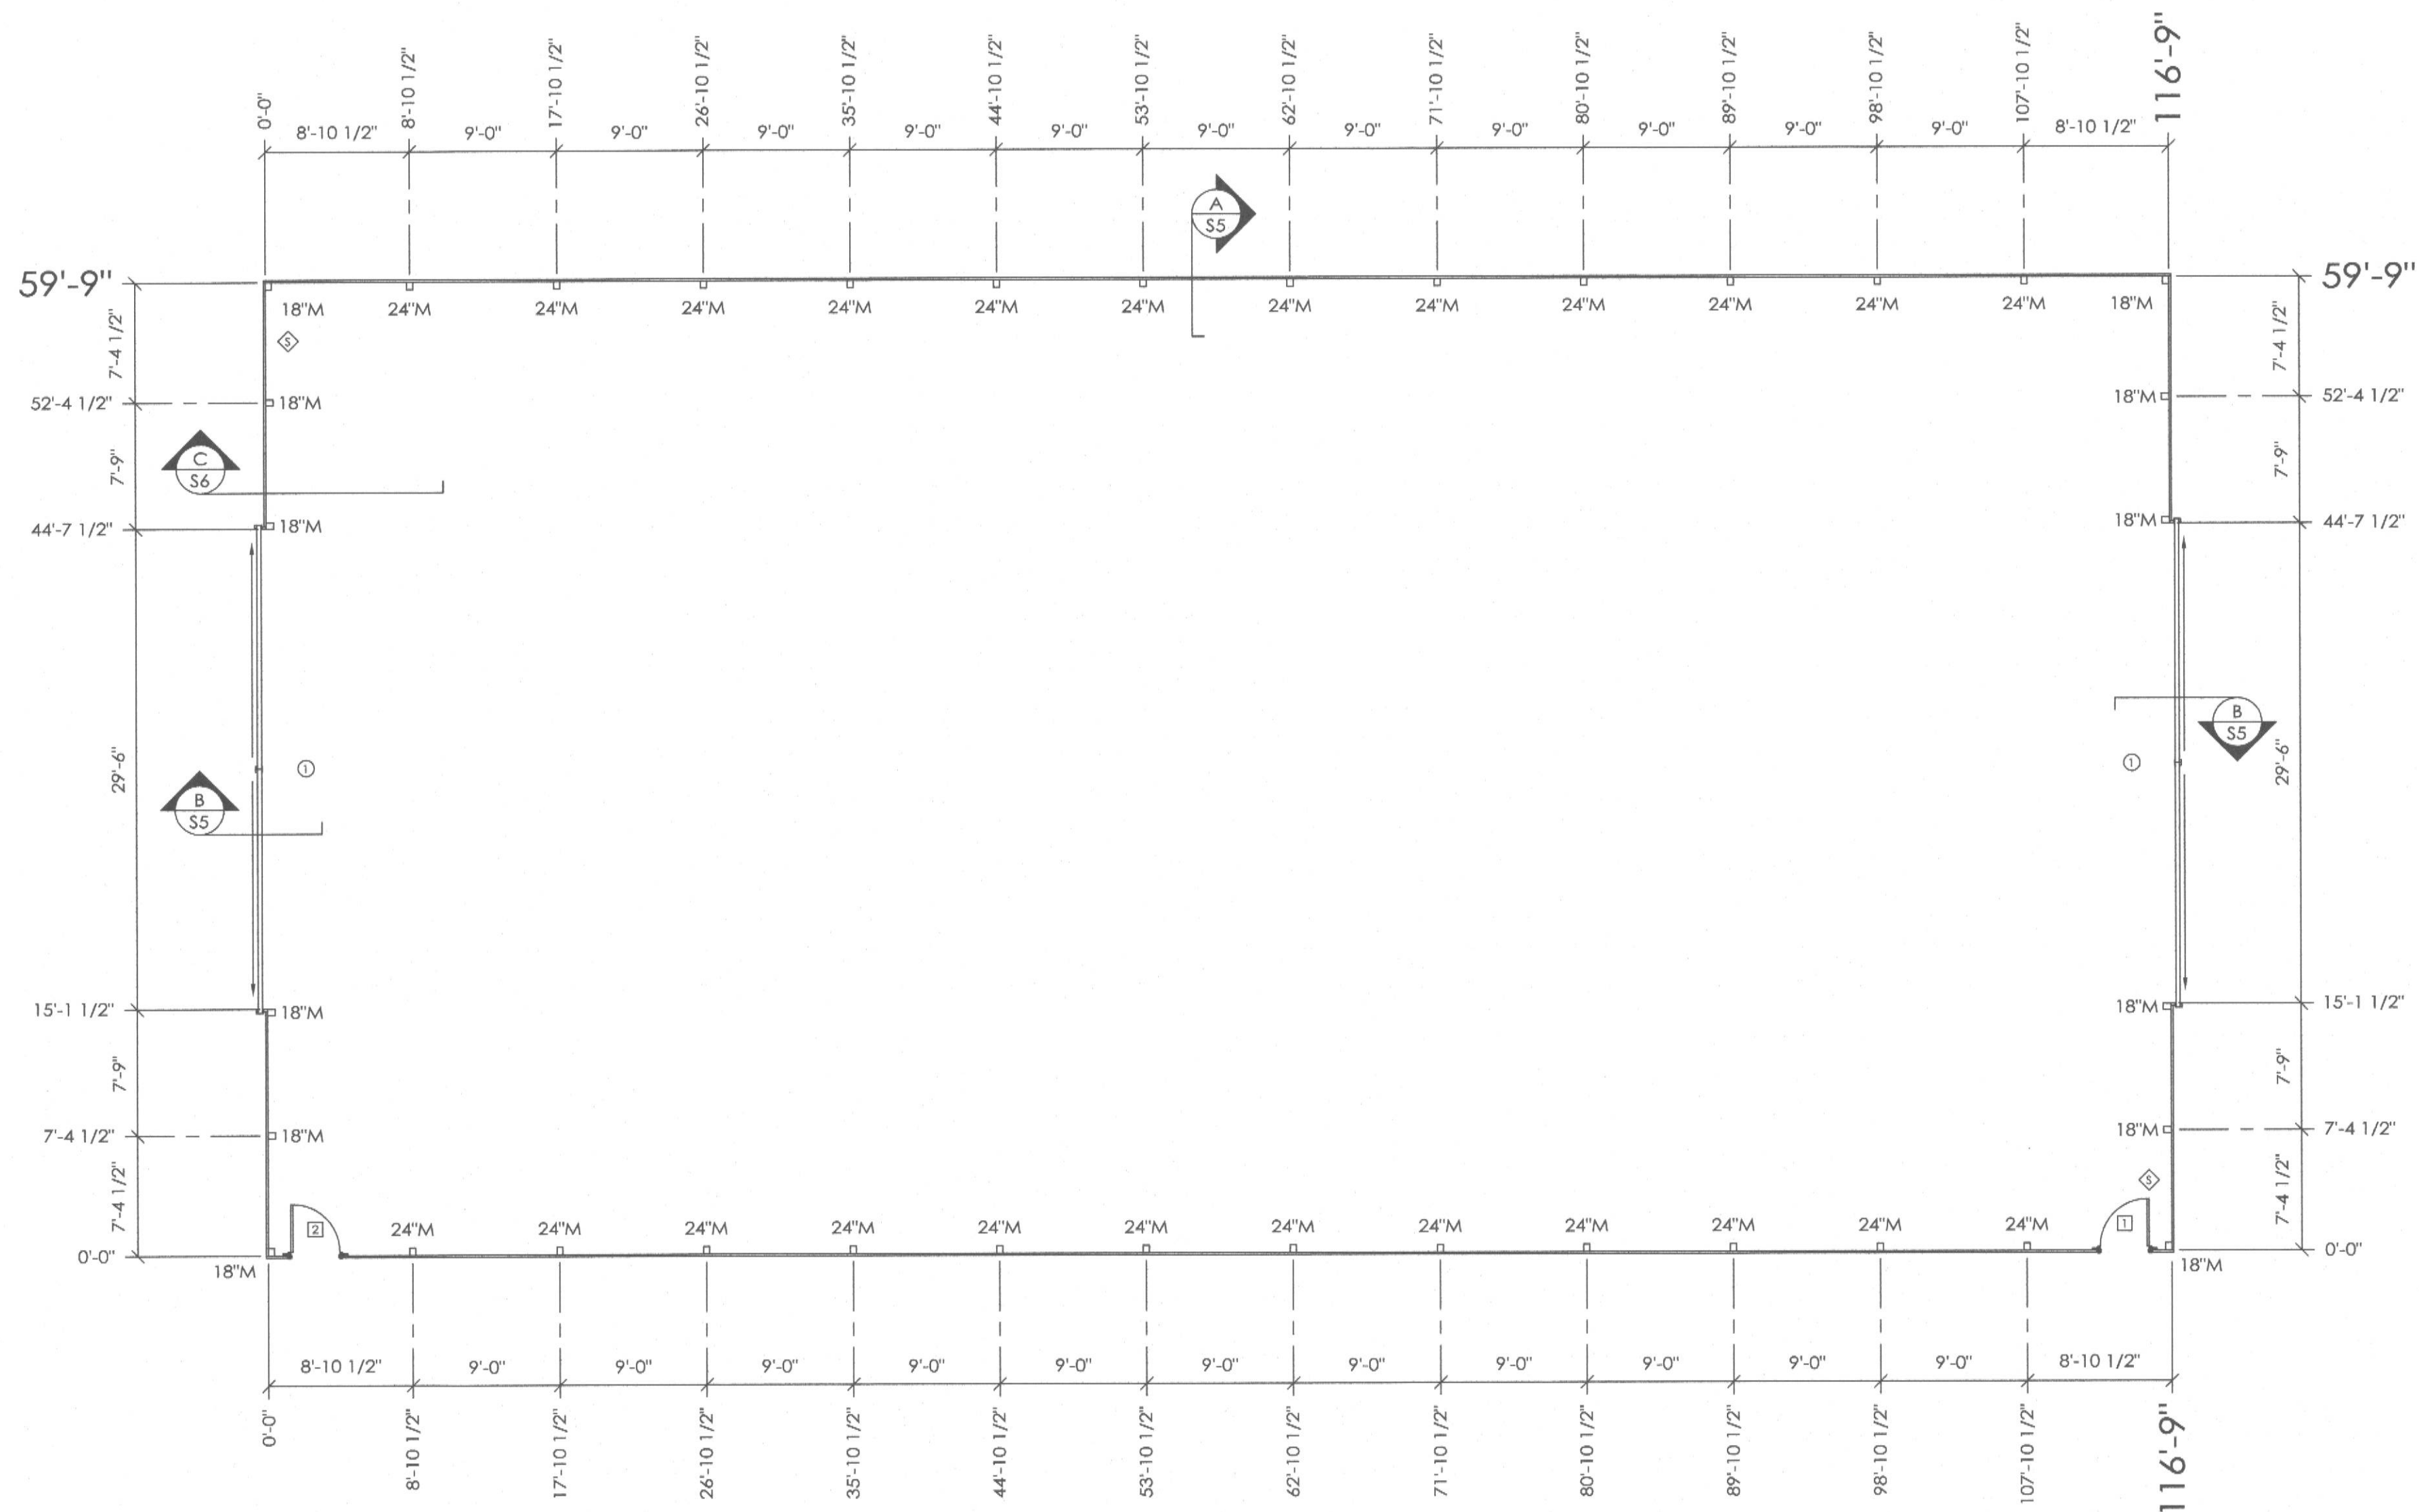 0'-0" 8'-10 1/2" 17'-10 1/2" 26'-10 1/2" 35'-10 1/2" 44'-10 1/2" 53'-10 1/2" 62'-10 1/2" 71'-10 1/2" 80'-10 1/2" 89'-10 1/2" 98'-10 1/2" 107'-10 1/2" 116'-9"
8'-10 1/2" 9'-0" 9'-0" 9'-0" 9'-0" 9'-0" 9'-0" 9'-0" 9'-0" 9'-0" 9'-0" 9'-0" 8'-10 1/2"
A
S5
59'-9" 59'-9"
18"M 24"M 24"M 24"M 24"M 24"M 24"M 24"M 24"M 24"M 24"M 24"M 24"M 18"M
7'-4 1/2" S 7'-4 1/2"
52'-4 1/2" 18"M 18"M 52'-4 1/2"
7'-9" C 7'-9"
S6
44'-7 1/2" 18"M 18"M 44'-7 1/2"
B
S5
29'-6" 1 1 29'-6"
B
S5
15'-1 1/2" 18"M 18"M 15'-1 1/2"
7'-9" 7'-9"
7'-4 1/2" 18"M 18"M 7'-4 1/2"
S
7'-4 1/2" 7'-4 1/2"
2 24"M 24"M 24"M 24"M 24"M 24"M 24"M 24"M 24"M 24"M 24"M 24"M 1
0'-0" 0'-0"
18"M 18"M
8'-10 1/2" 9'-0" 9'-0" 9'-0" 9'-0" 9'-0" 9'-0" 9'-0" 9'-0" 9'-0" 9'-0" 9'-0" 8'-10 1/2"
0'-0" 8'-10 1/2" 17'-10 1/2" 26'-10 1/2" 35'-10 1/2" 44'-10 1/2" 53'-10 1/2" 62'-10 1/2" 71'-10 1/2" 80'-10 1/2" 89'-10 1/2" 98'-10 1/2" 107'-10 1/2" 116'-9"